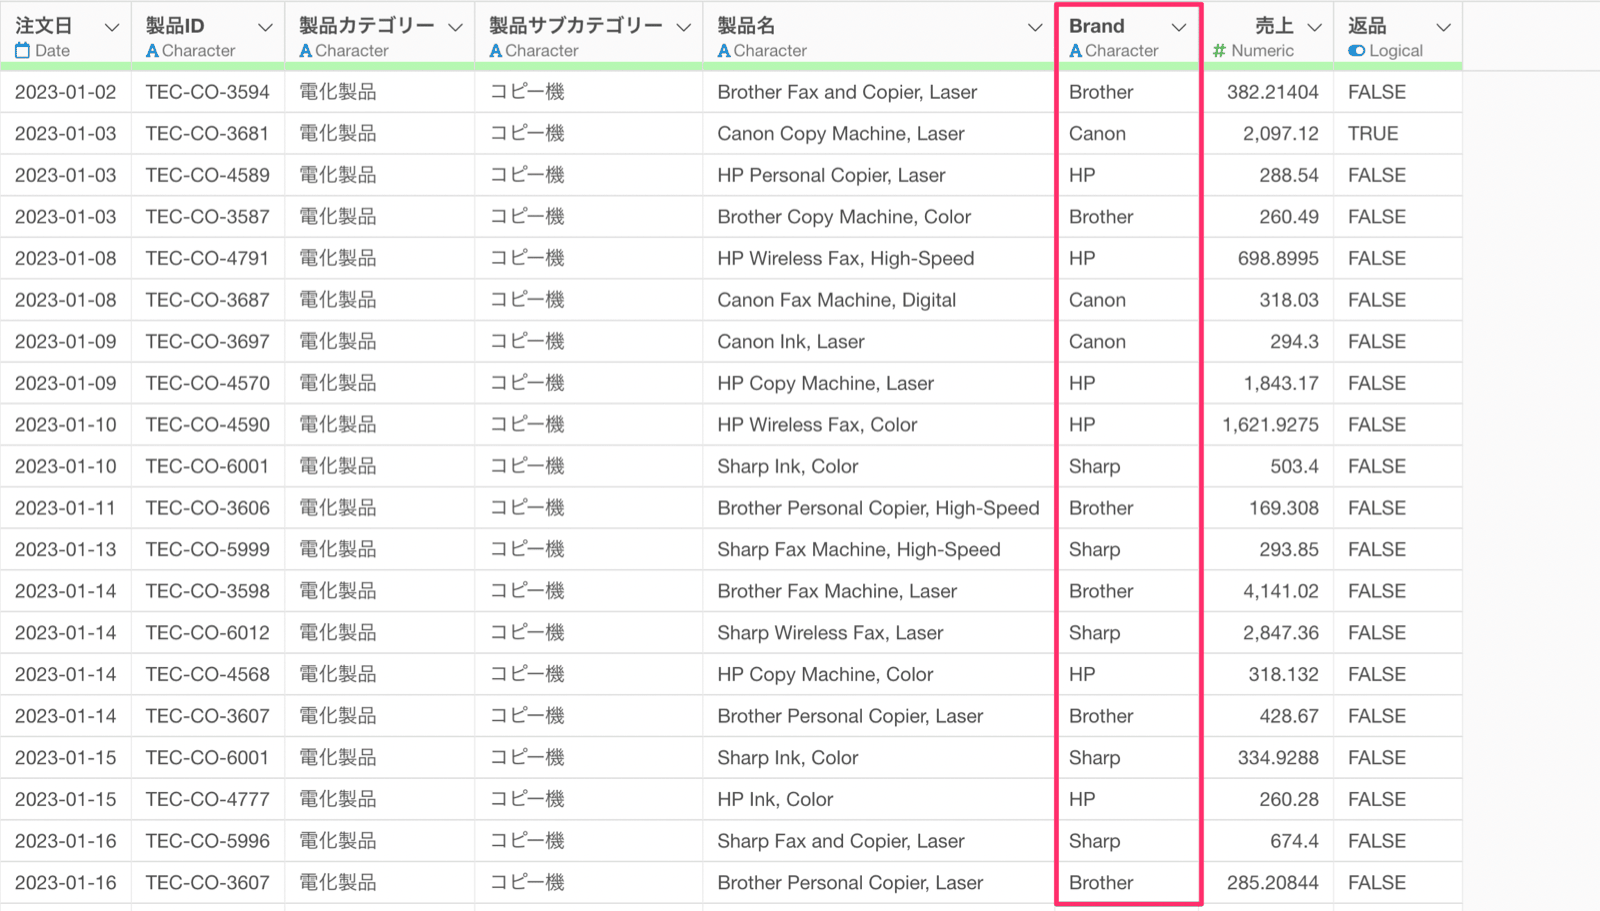 注文日 製品ID 製品カテゴリー 製品サブカテゴリー 製品名 Brand 売上 返品
Date Character Character Character Character Character # Numeric Logical
2023-01-02 TEC-CO-3594 電化製品 コピー機 Brother Fax and Copier, Laser Brother 382.21404 FALSE
2023-01-03 TEC-CO-3681 電化製品 コピー機 Canon Copy Machine, Laser Canon 2,097.12 TRUE
2023-01-03 TEC-CO-4589 電化製品 コピー機 HP Personal Copier, Laser HP 288.54 FALSE
2023-01-03 TEC-CO-3587 電化製品 コピー機 Brother Copy Machine, Color Brother 260.49 FALSE
2023-01-08 TEC-CO-4791 電化製品 コピー機 HP Wireless Fax, High-Speed HP 698.8995 FALSE
2023-01-08 TEC-CO-3687 電化製品 コピー機 Canon Fax Machine, Digital Canon 318.03 FALSE
2023-01-09 TEC-CO-3697 電化製品 コピー機 Canon Ink, Laser Canon 294.3 FALSE
2023-01-09 TEC-CO-4570 電化製品 コピー機 HP Copy Machine, Laser HP 1,843.17 FALSE
2023-01-10 TEC-CO-4590 電化製品 コピー機 HP Wireless Fax, Color HP 1,621.9275 FALSE
2023-01-10 TEC-CO-6001 電化製品 コピー機 Sharp Ink, Color Sharp 503.4 FALSE
2023-01-11 TEC-CO-3606 電化製品 コピー機 Brother Personal Copier, High-Speed Brother 169.308 FALSE
2023-01-13 TEC-CO-5999 電化製品 コピー機 Sharp Fax Machine, High-Speed Sharp 293.85 FALSE
2023-01-14 TEC-CO-3598 電化製品 コピー機 Brother Fax Machine, Laser Brother 4,141.02 FALSE
2023-01-14 TEC-CO-6012 電化製品 コピー機 Sharp Wireless Fax, Laser Sharp 2,847.36 FALSE
2023-01-14 TEC-CO-4568 電化製品 コピー機 HP Copy Machine, Color HP 318.132 FALSE
2023-01-14 TEC-CO-3607 電化製品 コピー機 Brother Personal Copier, Laser Brother 428.67 FALSE
2023-01-15 TEC-CO-6001 電化製品 コピー機 Sharp Ink, Color Sharp 334.9288 FALSE
2023-01-15 TEC-CO-4777 電化製品 コピー機 HP Ink, Color HP 260.28 FALSE
2023-01-16 TEC-CO-5996 電化製品 コピー機 Sharp Fax and Copier, Laser Sharp 674.4 FALSE
2023-01-16 TEC-CO-3607 電化製品 コピー機 Brother Personal Copier, Laser Brother 285.20844 FALSE